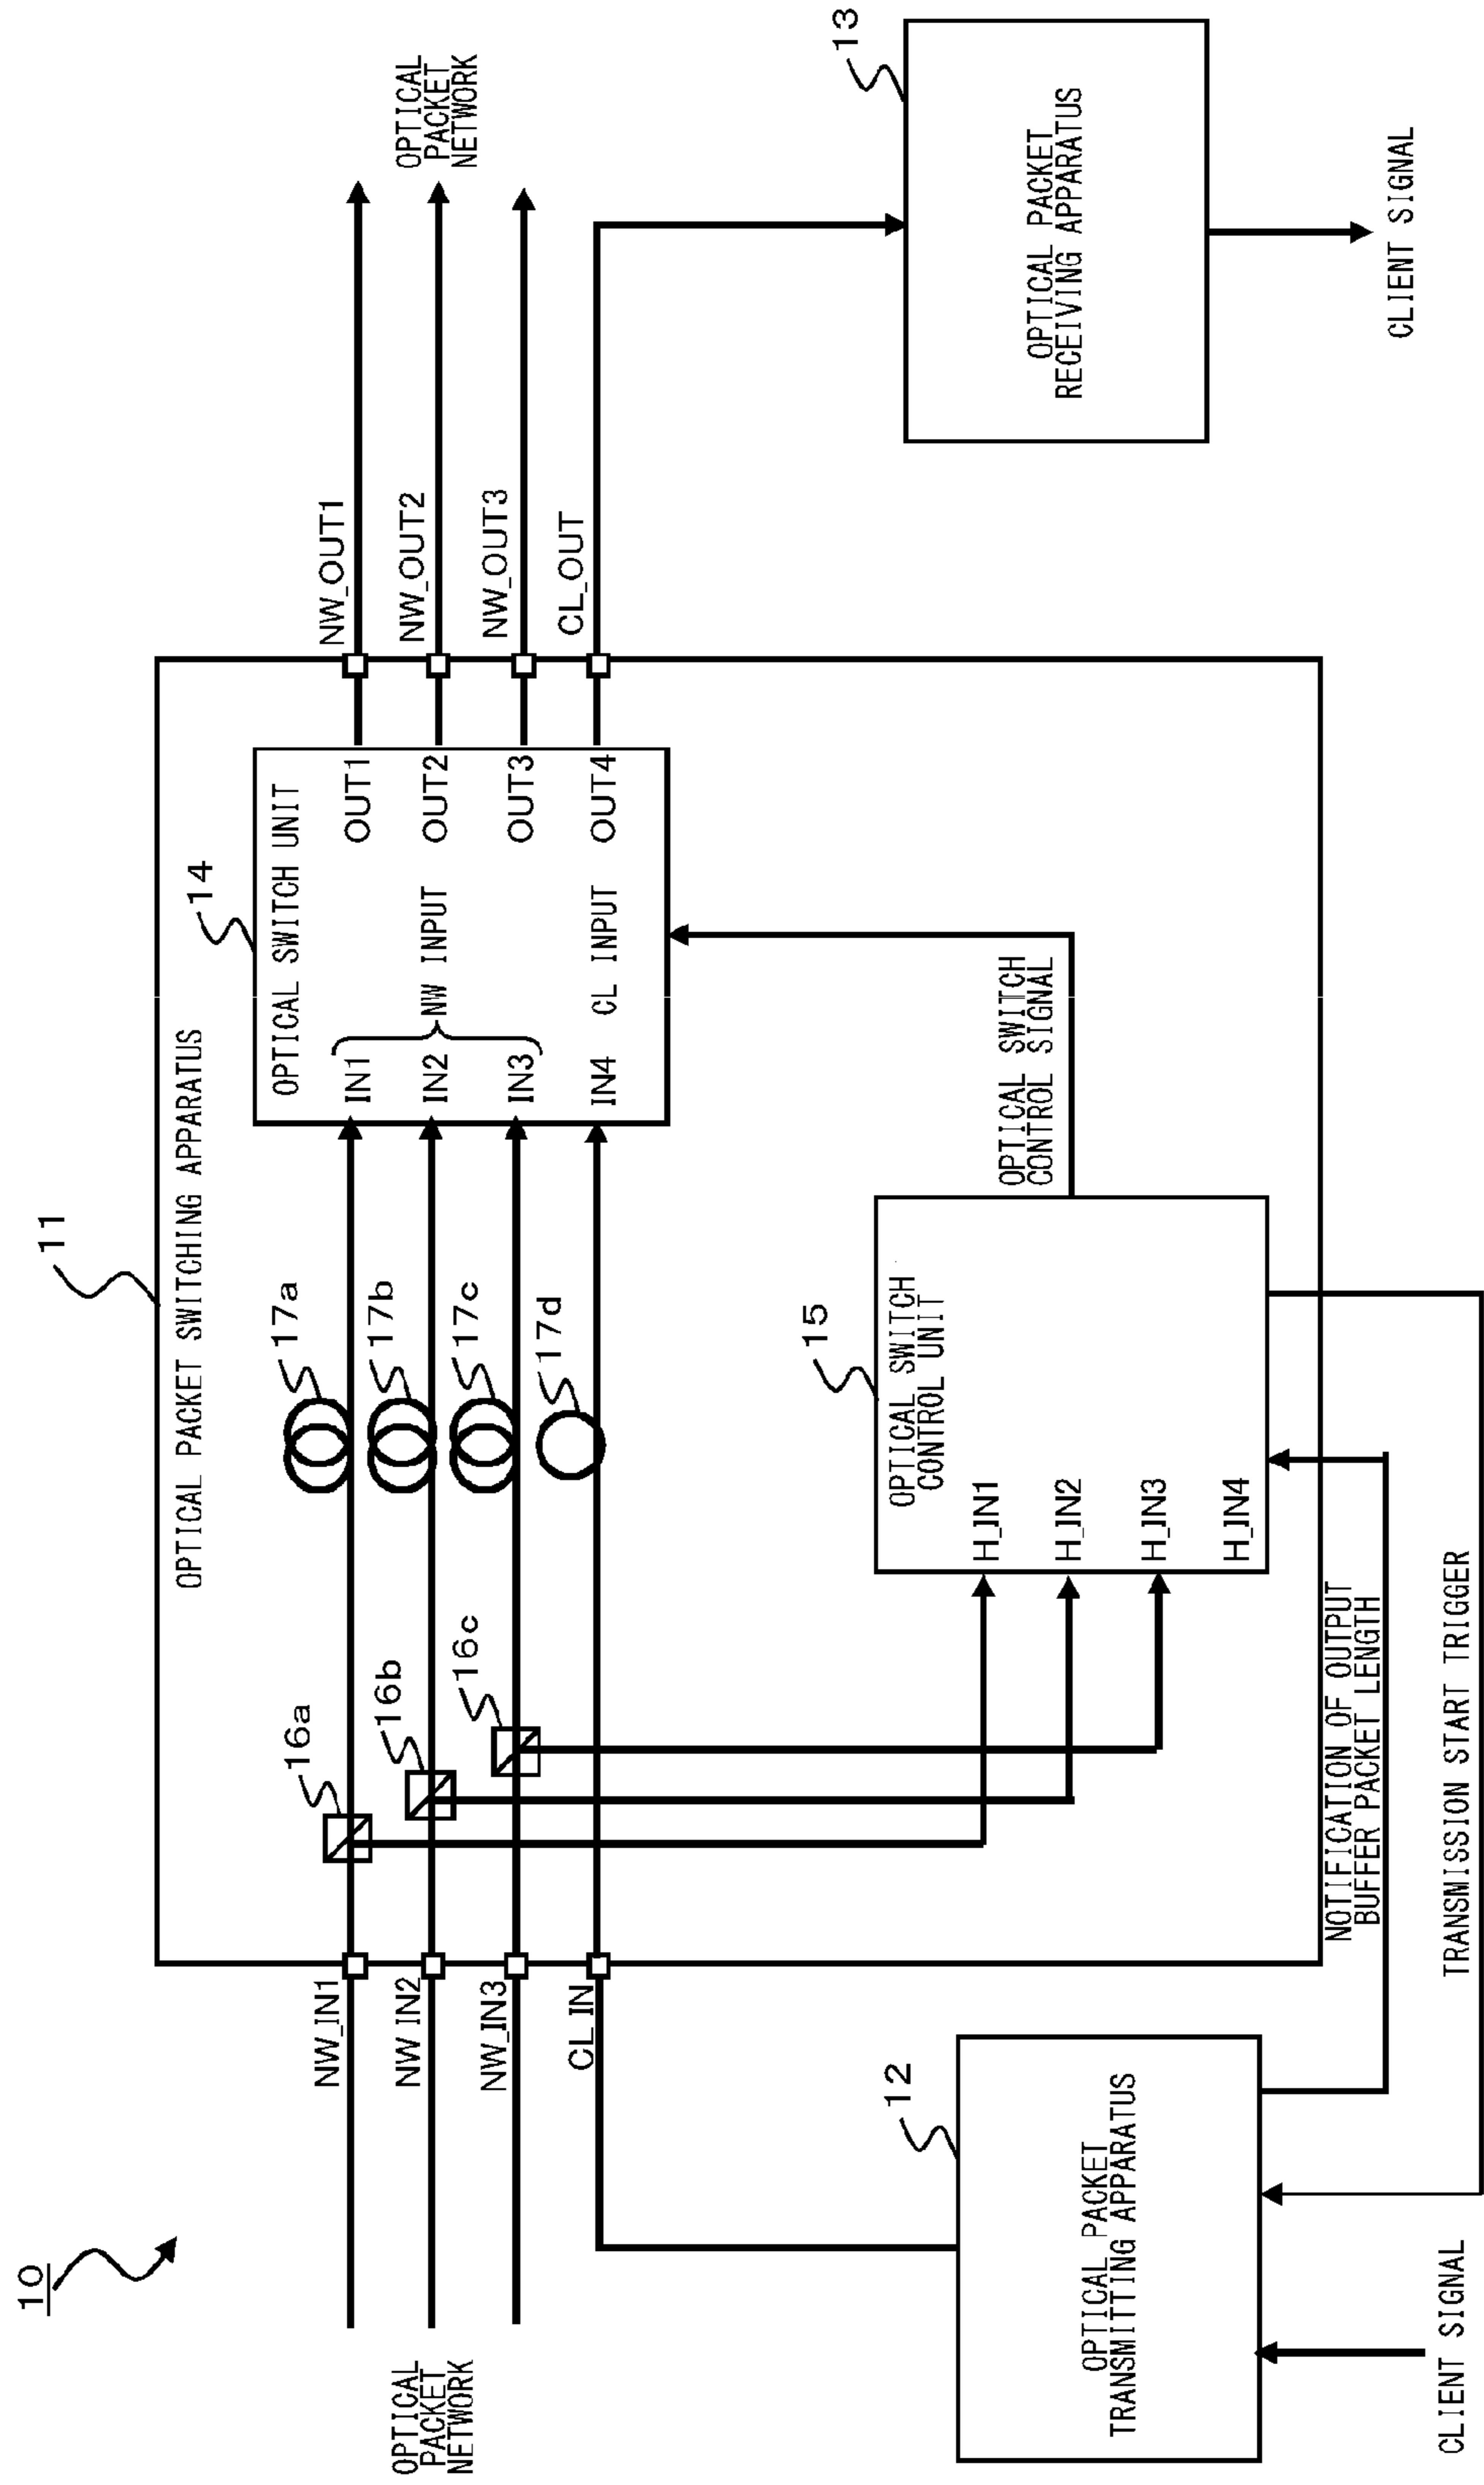 10
11
OPTICAL PACKET SWITCHING APPARATUS
OPTICAL
PACKET
NETWORK
NW_IN1
NW IN2
NW_IN3
CL_IN
16a
16b
16c
17a
17b
17c
17d
14
OPTICAL SWITCH UNIT
IN1
IN2
IN3
IN4
NW INPUT
CL INPUT
OUT1
OUT2
OUT3
OUT4
NW_OUT1
NW_OUT2
NW_OUT3
CL_OUT
OPTICAL
PACKET
NETWORK
15
OPTICAL SWITCH
CONTROL UNIT
H_IN1
H_IN2
H_IN3
H_IN4
OPTICAL SWITCH
CONTROL SIGNAL
12
OPTICAL PACKET
TRANSMITTING APPARATUS
13
OPTICAL PACKET
RECEIVING APPARATUS
NOTIFICATION OF OUTPUT
BUFFER PACKET LENGTH
TRANSMISSION START TRIGGER
CLIENT SIGNAL
CLIENT SIGNAL